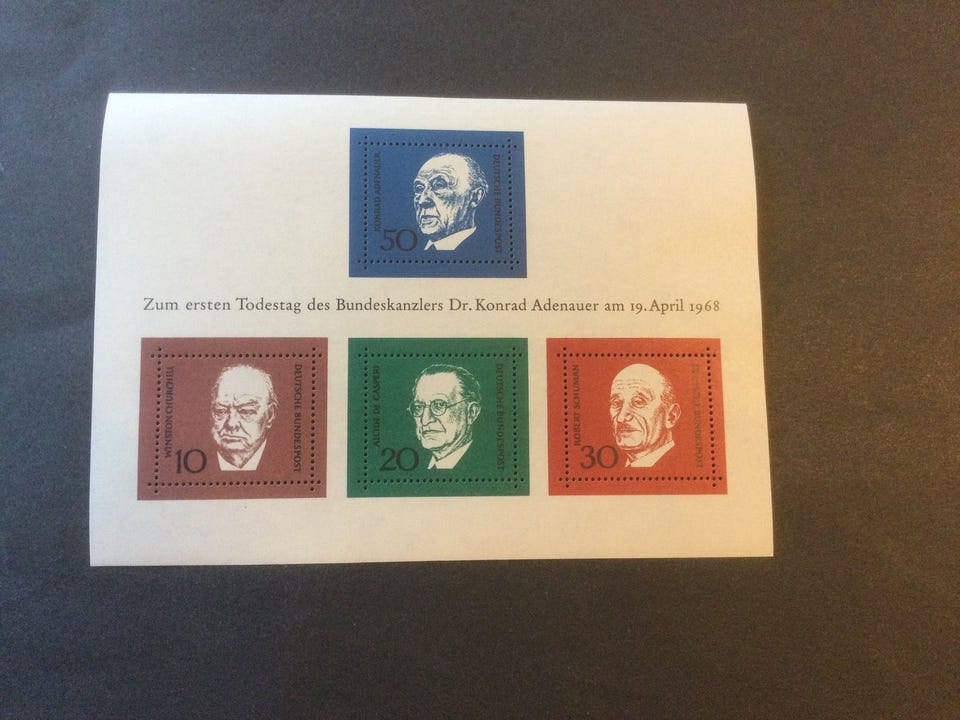 KONRAD ADENAUER
50
DEUTSCHE BUNDESPOST
Zum ersten Todestag des Bundeskanzlers Dr. Konrad Adenauer am 19. April 1968
WINSTON CHURCHILL
10
DEUTSCHE BUNDESPOST
ALCIDE DE GASPERI
20
DEUTSCHE BUNDESPOST
ROBERT SCHUMAN
30
DEUTSCHE BUNDESPOST